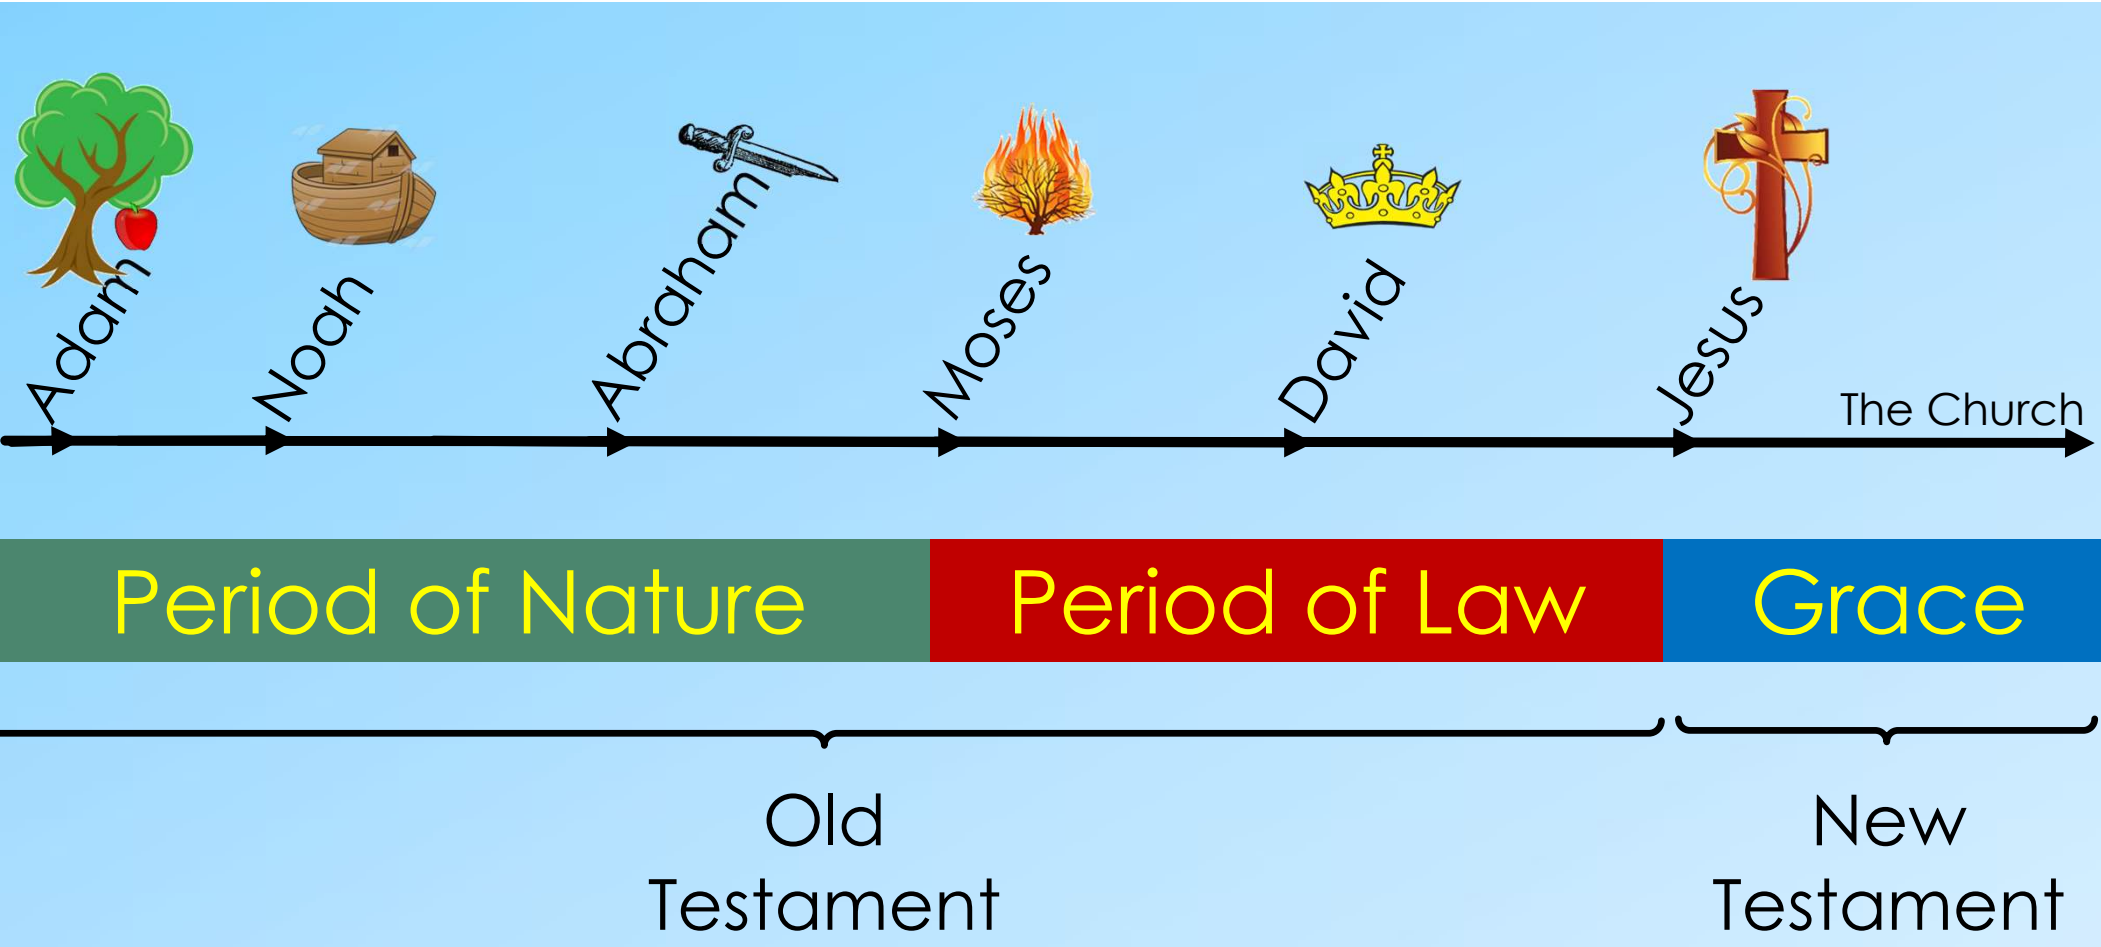 Adam
Noah
Abraham
Moses
David
Jesus
The Church
Period of Nature
Period of Law
Grace
Old
Testament
New
Testament